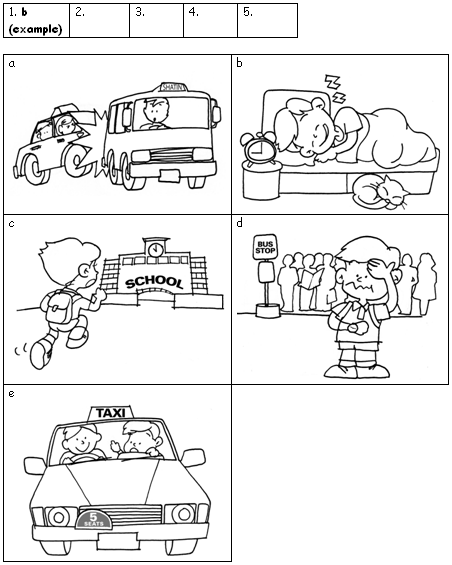 1. b 2. 3. 4. 5.
(example)
a
SHATIN
b
Z Z Z
c
SCHOOL
d
BUS
STOP
e
TAXI
5
SEATS